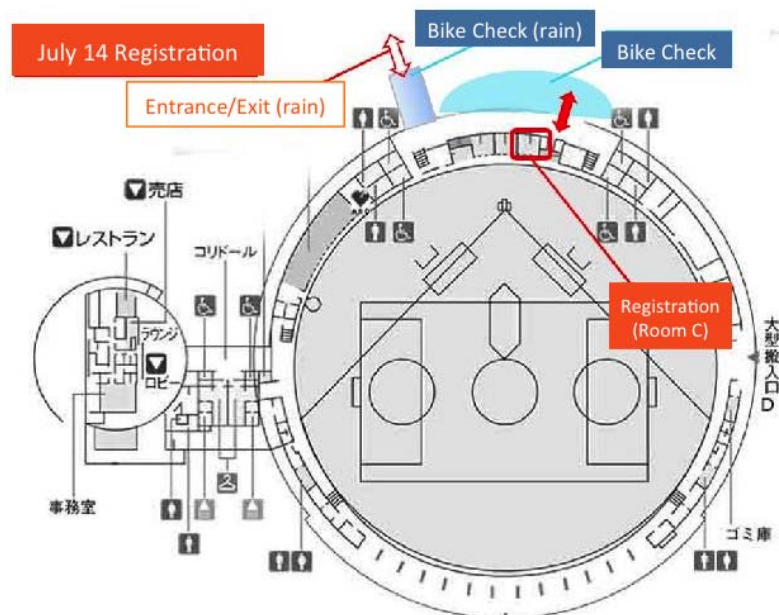 July 14 Registration
Bike Check (rain)
Bike Check
Entrance/Exit (rain)
売店
レストラン
コリドール
ラウンジ
ロビー
Registration
(Room C)
大型搬入口D
事務室
ゴミ庫